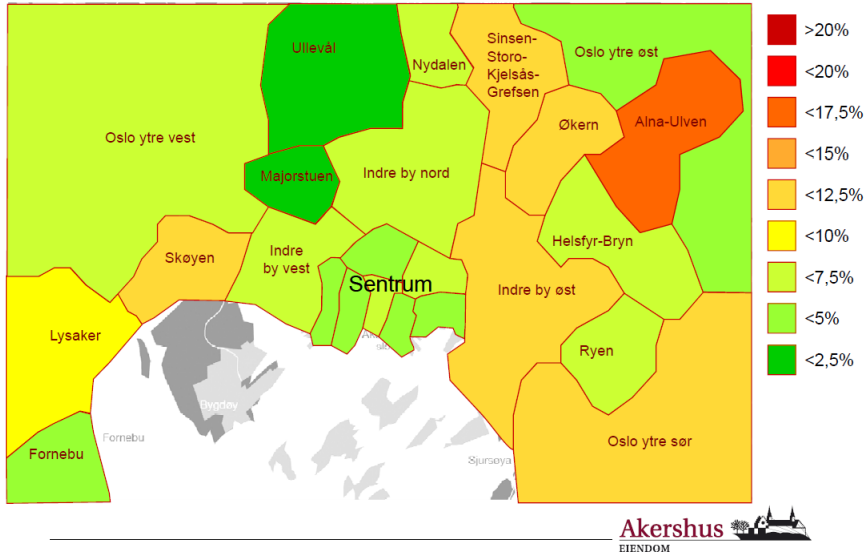 Ullevål
Nydalen
Sinsen-
Storo-
Kjelsås-
Grefsen
Oslo ytre øst
Oslo ytre vest
Økern
Alna-Ulven
Majorstuen
Indre by nord
Skøyen
Indre
by vest
Helsfyr-Bryn
Sentrum
Indre by øst
Lysaker
Ryen
Bygdøy
Fornebu
Fornebu
Sjursøya
Oslo ytre sør
>20%
<20%
<17,5%
<15%
<12,5%
<10%
<7,5%
<5%
<2,5%
Akershus
EIENDOM